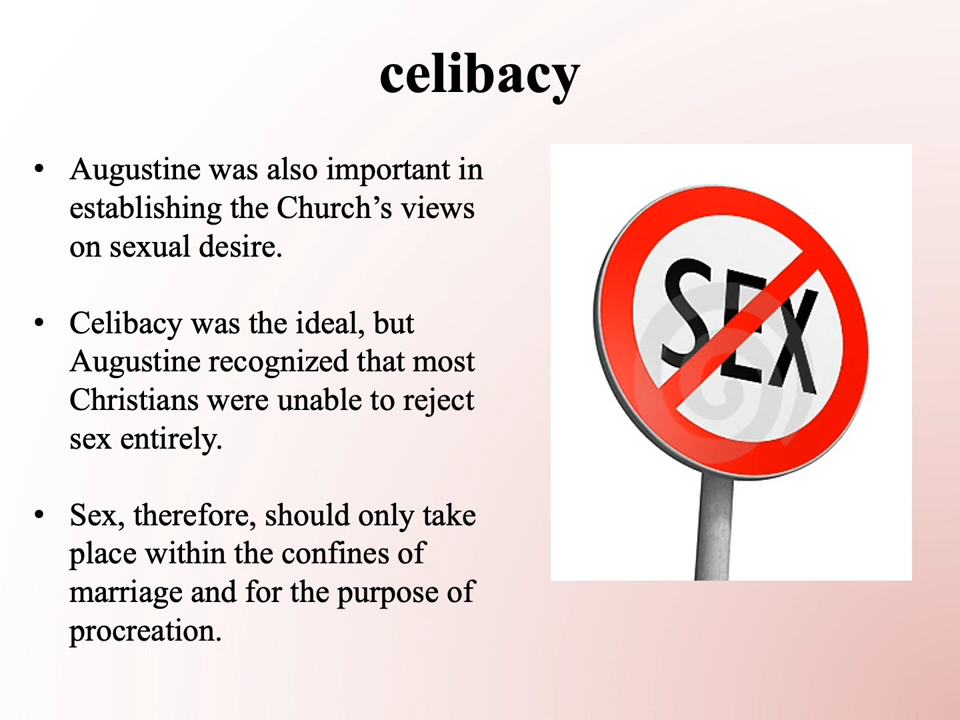 celibacy
• Augustine was also important in
establishing the Church’s views
on sexual desire.
• Celibacy was the ideal, but
Augustine recognized that most
Christians were unable to reject
sex entirely.
• Sex, therefore, should only take
place within the confines of
marriage and for the purpose of
procreation.
SEX